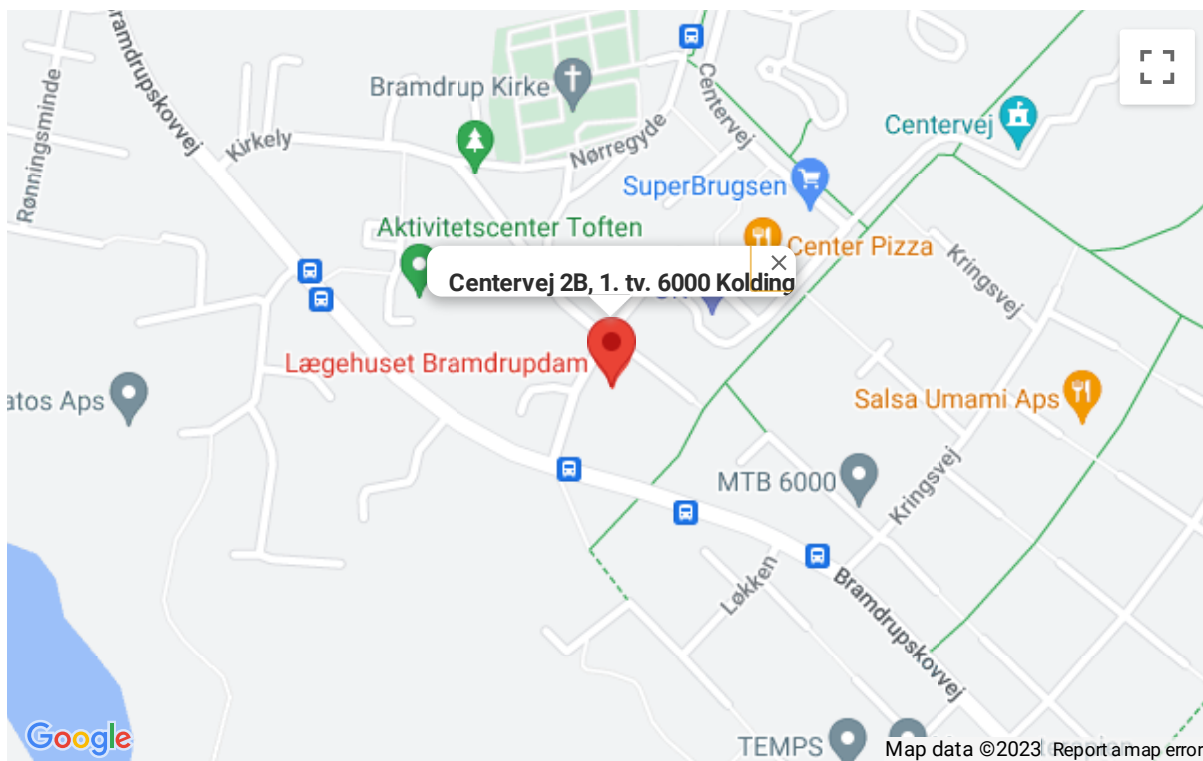 Bramdrupskovvej
Rønningsminde
Kirkely
Bramdrup Kirke
Centervej
Nørregyde
Centervej
SuperBrugsen
Aktivitetscenter Toften
Center Pizza
Kringsvej
Centervej 2B, 1. tv. 6000 Kolding
Lægehuset Bramdrupdam
atos Aps
Salsa Umami Aps
MTB 6000
Kringsvej
Løkken
Bramdrupskovvej
Google
TEMPS
Map data ©2023
Report a map error